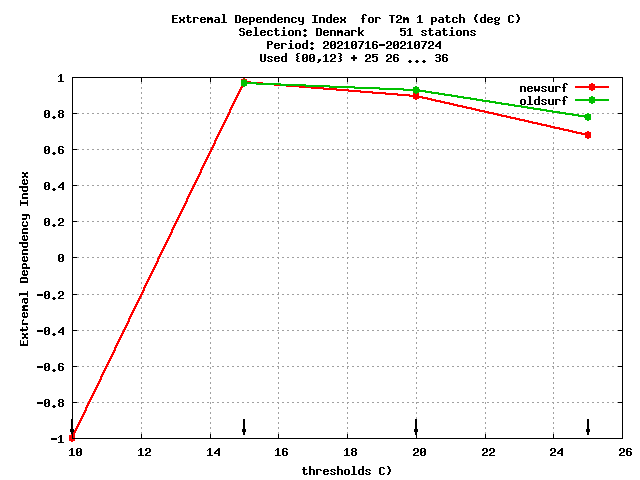 Extremal Dependency Index  for T2m 1 patch (deg C)
Selection: Denmark     51 stations
Period: 20210716-20210724
Used {00,12} + 25 26 ... 36
newsurf
oldsurf
Extremal Dependency Index
1
0.8
0.6
0.4
0.2
0
-0.2
-0.4
-0.6
-0.8
-1
10 12 14 16 18 20 22 24 26
thresholds C)